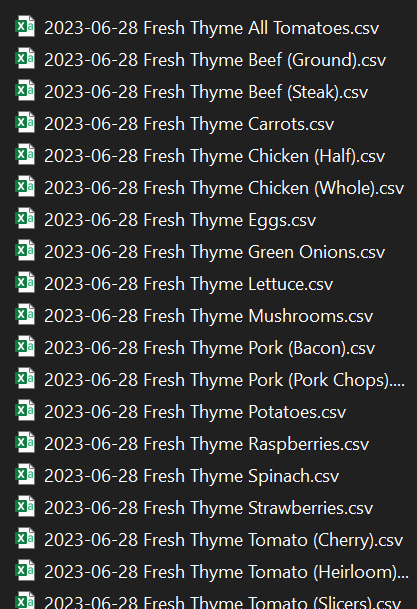 2023-06-28 Fresh Thyme All Tomatoes.csv
2023-06-28 Fresh Thyme Beef (Ground).csv
2023-06-28 Fresh Thyme Beef (Steak).csv
2023-06-28 Fresh Thyme Carrots.csv
2023-06-28 Fresh Thyme Chicken (Half).csv
2023-06-28 Fresh Thyme Chicken (Whole).csv
2023-06-28 Fresh Thyme Eggs.csv
2023-06-28 Fresh Thyme Green Onions.csv
2023-06-28 Fresh Thyme Lettuce.csv
2023-06-28 Fresh Thyme Mushrooms.csv
2023-06-28 Fresh Thyme Pork (Bacon).csv
2023-06-28 Fresh Thyme Pork (Pork Chops)....
2023-06-28 Fresh Thyme Potatoes.csv
2023-06-28 Fresh Thyme Raspberries.csv
2023-06-28 Fresh Thyme Spinach.csv
2023-06-28 Fresh Thyme Strawberries.csv
2023-06-28 Fresh Thyme Tomato (Cherry).csv
2023-06-28 Fresh Thyme Tomato (Heirloom)...
2023-06-28 Fresh Thyme Tomato (Slicers).csv